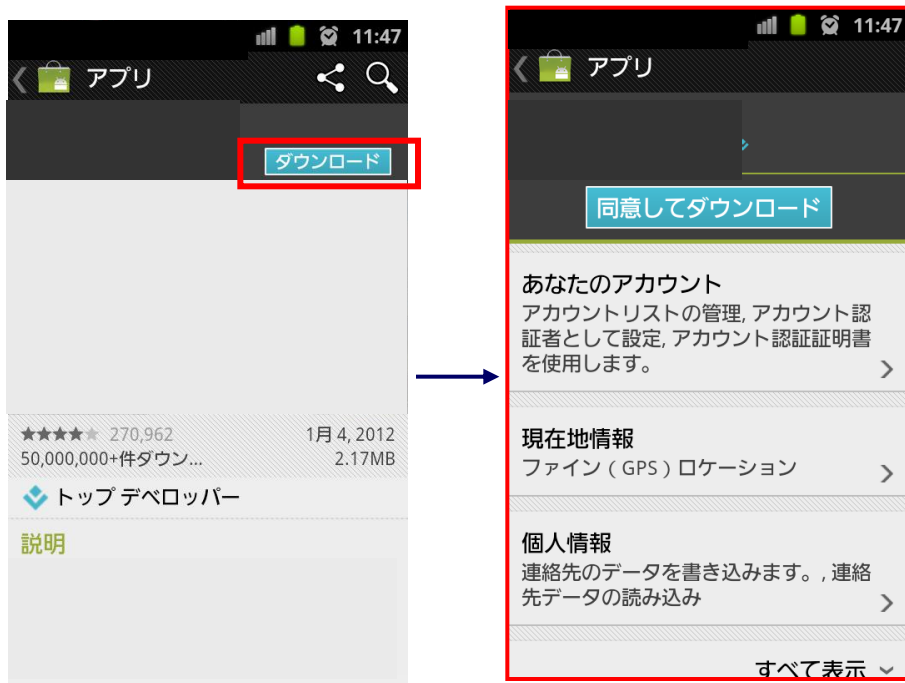 11:47
アプリ
ダウンロード
270,962
1月 4, 2012
50,000,000+件ダウン...
2.17MB
トップ デベロッパー
説明
11:47
アプリ
同意してダウンロード
あなたのアカウント
アカウントリストの管理, アカウント認
証者として設定, アカウント認証証明書
を使用します。
現在地情報
ファイン ( GPS ) ロケーション
個人情報
連絡先のデータを書き込みます。, 連絡
先データの読み込み
すべて表示